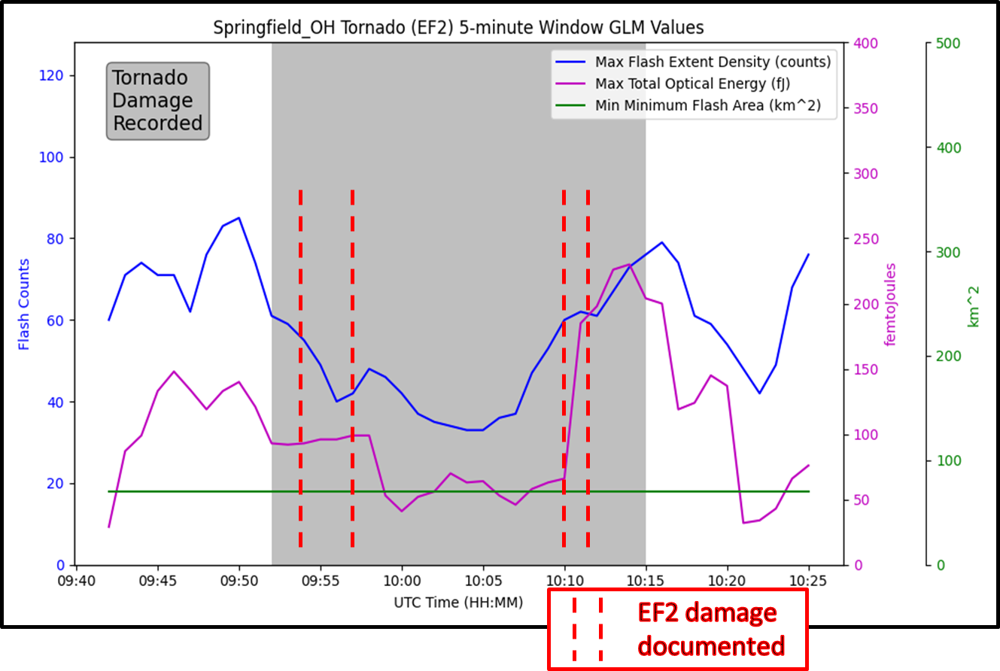 Springfield_OH Tornado (EF2) 5-minute Window GLM Values
Tornado
Damage
Recorded
Max Flash Extent Density (counts)
Max Total Optical Energy (fJ)
Min Minimum Flash Area (km^2)
120
100
80
60
40
20
0
Flash Counts
400
350
300
250
200
150
100
50
0
femtoJoules
500
400
300
200
100
0
km^2
09:40 09:45 09:50 09:55 10:00 10:05 10:10 10:15 10:20 10:25
UTC Time (HH:MM)
EF2 damage
documented